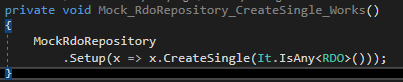 private void Mock_RdoRepository_CreateSingle_Works()
{
MockRdoRepository
.Setup(x => x.CreateSingle(It.IsAny<RDO>()));
}